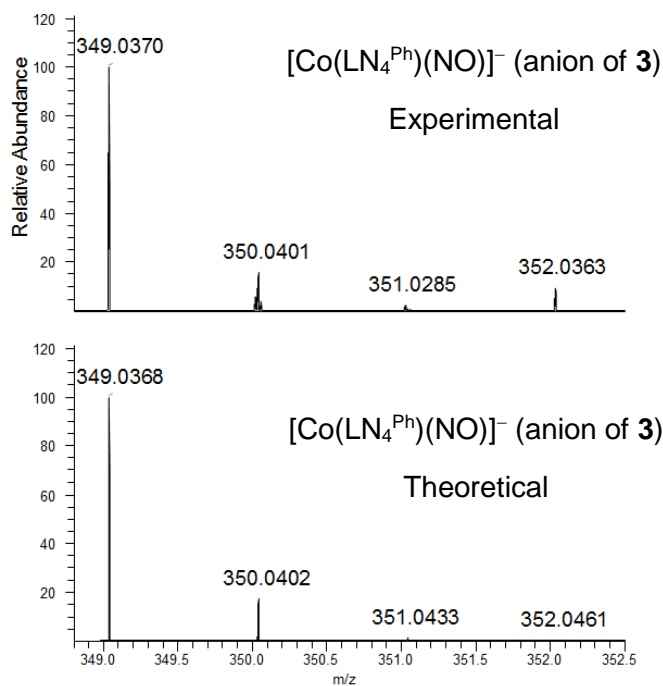 120
349.0370
[Co(LN₄ᴾʰ)(NO)]⁻ (anion of 3)
100
Experimental
80
Relative Abundance
60
40
350.0401
352.0363
351.0285
20
120
349.0368
100
[Co(LN₄ᴾʰ)(NO)]⁻ (anion of 3)
80
Theoretical
60
40
350.0402
351.0433
352.0461
20
349.0 349.5 350.0 350.5 351.0 351.5 352.0 352.5
m/z